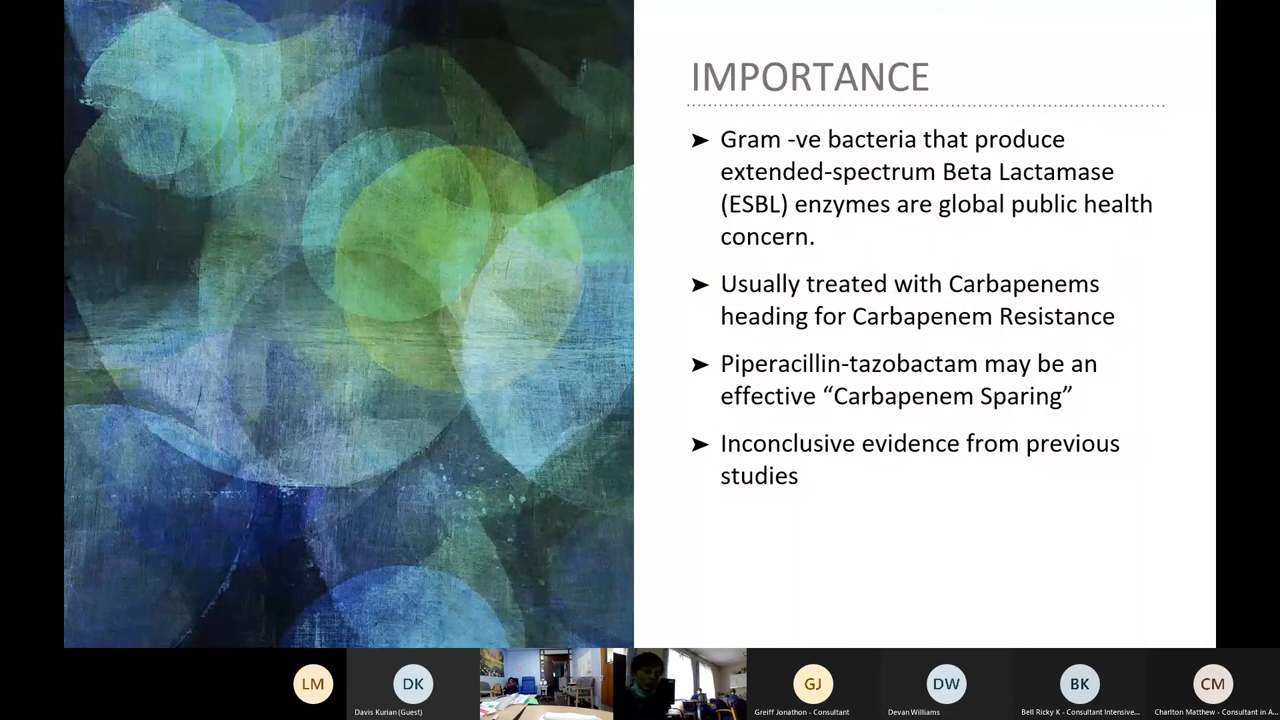 IMPORTANCE
➤ Gram -ve bacteria that produce
extended-spectrum Beta Lactamase
(ESBL) enzymes are global public health
concern.
➤ Usually treated with Carbapenems
heading for Carbapenem Resistance
➤ Piperacillin-tazobactam may be an
effective “Carbapenem Sparing”
➤ Inconclusive evidence from previous
studies
LM
DK
GJ
DW
BK
CM
Davis Kurian (Guest)
Greiff Jonathon - Consultant
Devan Williams
Bell Ricky K - Consultant Intensive...
Charlton Matthew - Consultant in A...